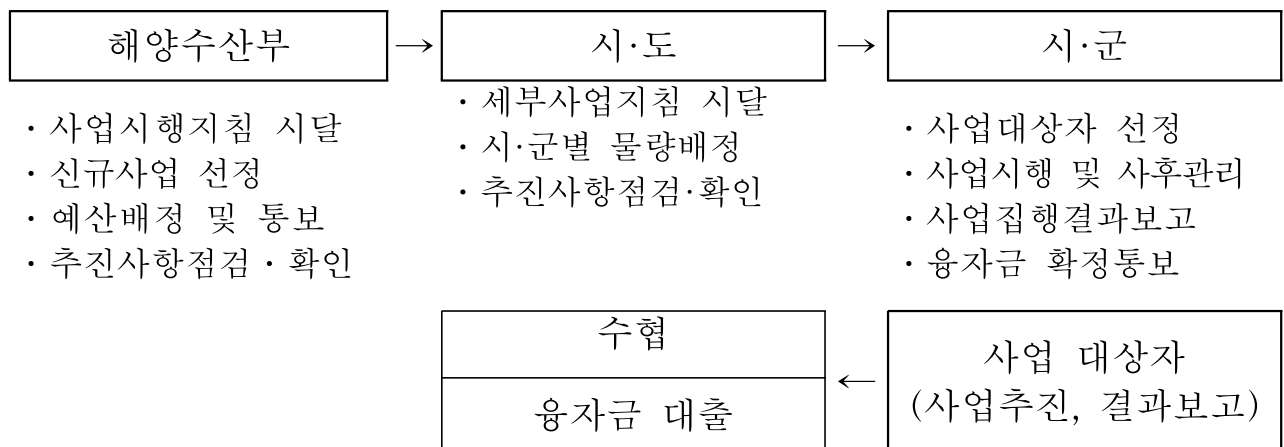 해양수산부 → 시·도 → 시·군
· 사업시행지침 시달
· 신규사업 선정
· 예산배정 및 통보
· 추진사항점검 · 확인
· 세부사업지침 시달
· 시·군별 물량배정
· 추진사항점검·확인
· 사업대상자 선정
· 사업시행 및 사후관리
· 사업집행결과보고
· 융자금 확정통보
수협
융자금 대출
←
사업 대상자
(사업추진, 결과보고)